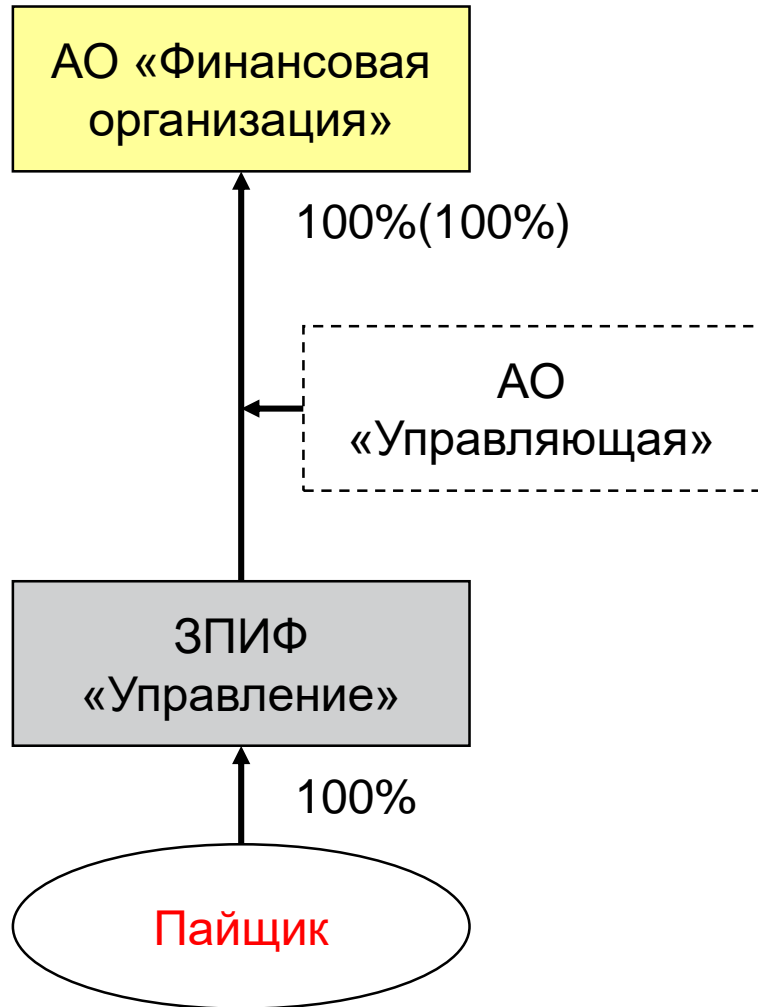 АО «Финансовая
организация»
100%(100%)
АО
«Управляющая»
ЗПИФ
«Управление»
100%
Пайщик